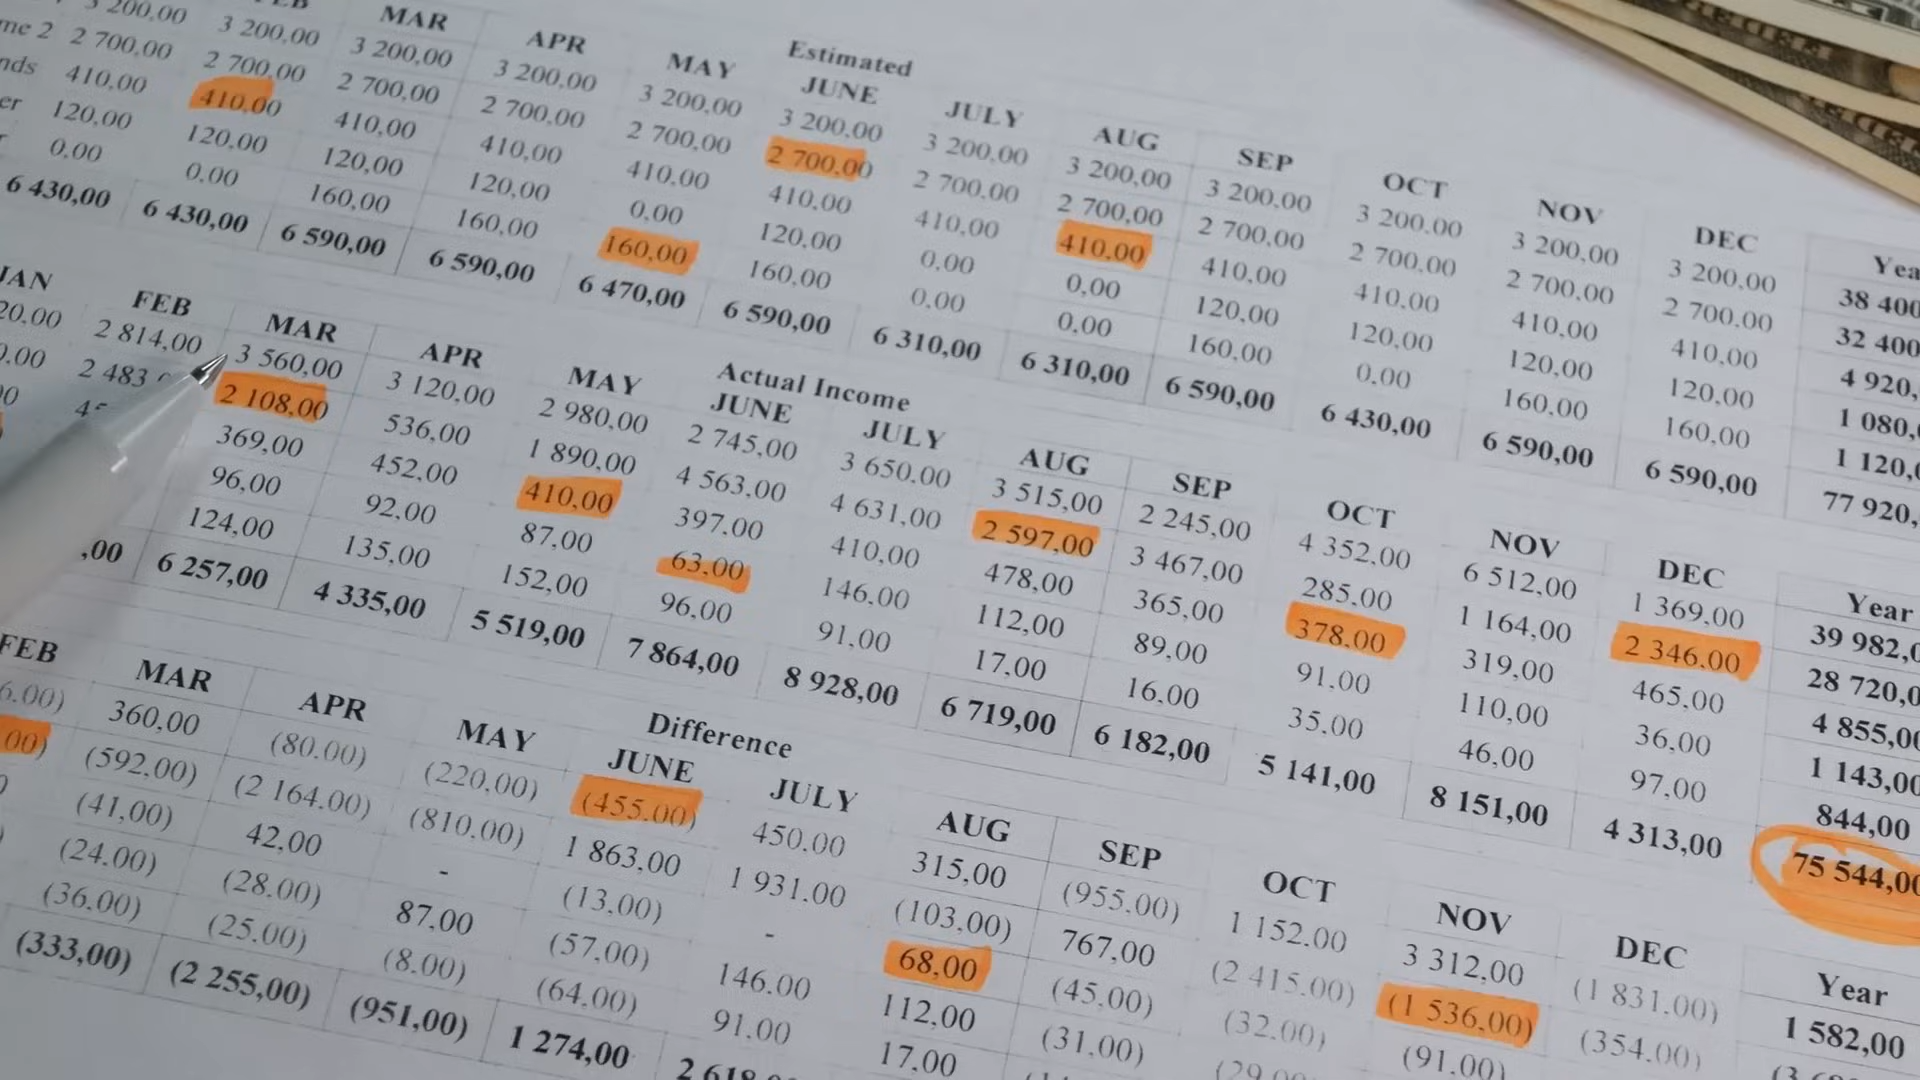 Estimated
MAR APR MAY JUNE JULY AUG SEP OCT NOV DEC Yea
3 200,00 3 200,00 3 200,00 3 200,00 3 200,00 3 200.00 3 200,00 3 200,00 3 200,00 3 200,00 3 200,00 3 200,00 38 400
me 2 2 700,00 2 700,00 2 700,00 2 700,00 2 700,00 2 700,00 2 700,00 2 700,00 2 700,00 2 700,00 2 700,00 2 700,00 32 400
nds 410,00 410,00 410,00 410,00 410,00 410,00 410,00 410,00 410,00 410,00 410,00 410,00 4 920,
er 120,00 120,00 120,00 120,00 0,00 120,00 0,00 0,00 120,00 120,00 120,00 120,00 1 080,
0.00 0.00 160,00 160,00 160,00 160,00 0,00 0.00 160,00 0.00 160.00 160,00 1 120,0
6 430,00 6 430,00 6 590,00 6 590,00 6 470,00 6 590,00 6 310,00 6 310,00 6 590,00 6 430,00 6 590,00 6 590,00 77 920,
Actual Income
JAN FEB MAR APR MAY JUNE JULY AUG SEP OCT NOV DEC Year
20.00 2 814,00 3 560,00 3 120,00 2 980,00 2 745,00 3 650.00 3 515,00 2 245,00 4 352,00 6 512,00 1 369,00 39 982,0
0.00 2 483 2 108,00 536,00 1 890,00 4 563,00 4 631,00 2 597,00 3 467,00 285.00 1 164,00 2 346.00 28 720,0
00 45 369,00 452,00 410,00 397.00 410,00 478,00 365,00 378,00 319,00 465.00 4 855,00
96,00 92,00 87,00 63,00 146.00 112,00 89,00 91.00 110,00 36,00 1 143,00
124,00 135,00 152,00 96,00 91.00 17,00 16,00 35.00 46,00 97,00 844,00
,00 6 257,00 4 335,00 5 519,00 7 864,00 8 928,00 6 719,00 6 182,00 5 141,00 8 151,00 4 313,00 75 544,00
Difference
FEB MAR APR MAY JUNE JULY AUG SEP OCT NOV DEC Year
6.00) 360,00 (80.00) (220,00) (455.00) 450.00 315,00 (955.00) 1 152.00 3 312,00 (1 831.00) 1 582,00
00) (592,00) (2 164.00) (810.00) 1 863,00 1 931.00 (103,00) 767,00 (2 415.00) (1 536,00) (354.00)
(41,00) 42,00 - (13,00) - 68,00 (45.00) (32.00) (91.00)
(24.00) (28.00) 87.00 (57,00) 146.00 112,00 (31,00)
(36,00) (25.00) (8.00) (64.00) 91.00 17.00
(333,00) (2 255,00) (951,00) 1 274,00